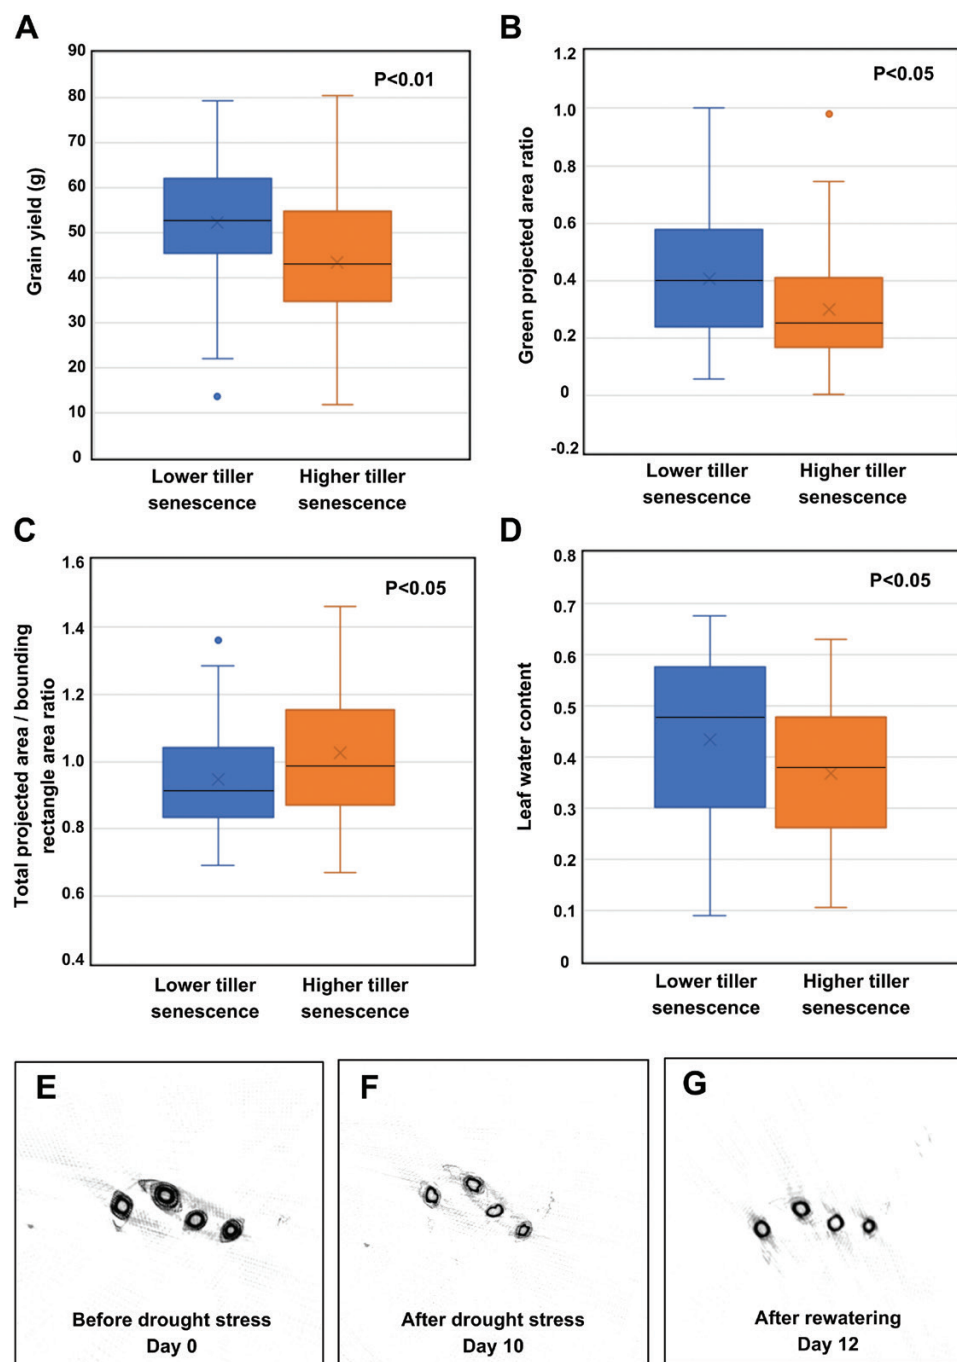 A
90
80
70
60
50
40
30
20
10
0
Grain yield (g)
P<0.01
Lower tiller
senescence
Higher tiller
senescence
B
1.2
1.0
0.8
0.6
0.4
0.2
0
-0.2
Green projected area ratio
P<0.05
Lower tiller
senescence
Higher tiller
senescence
C
1.6
1.4
1.2
1.0
0.8
0.6
0.4
Total projected area / bounding
rectangle area ratio
P<0.05
Lower tiller
senescence
Higher tiller
senescence
D
0.8
0.7
0.6
0.5
0.4
0.3
0.2
0.1
0
Leaf water content
P<0.05
Lower tiller
senescence
Higher tiller
senescence
E
Before drought stress
Day 0
F
After drought stress
Day 10
G
After rewatering
Day 12